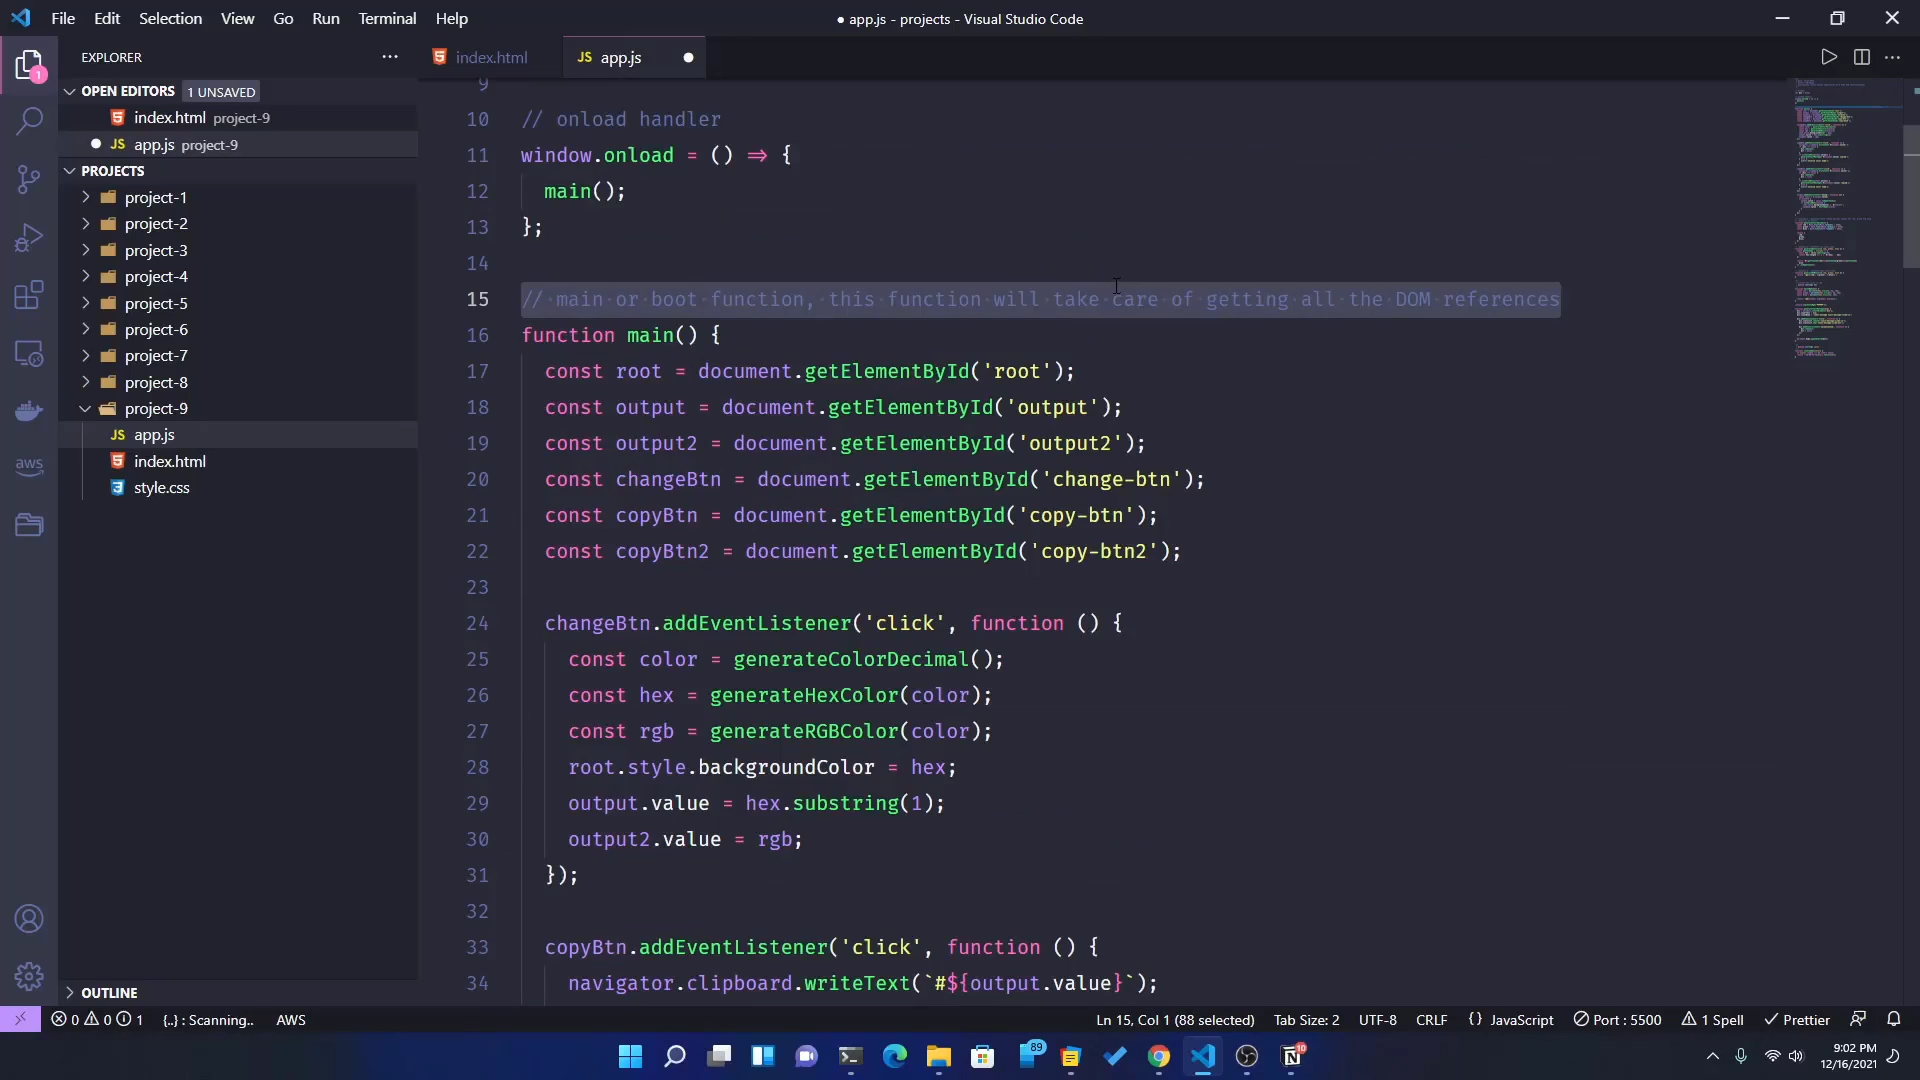 File Edit Selection View Go Run Terminal Help
● app.js - projects - Visual Studio Code
EXPLORER ···
1
OPEN EDITORS 1 UNSAVED
index.html project-9
● JS app.js project-9
PROJECTS
project-1
project-2
project-3
project-4
project-5
project-6
project-7
project-8
project-9
JS app.js
index.html
style.css
aws
OUTLINE
index.html
JS app.js ●
9
10 // onload handler
11 window.onload = () => {
12 main();
13 };
14
15 // main or boot function, this function will take care of getting all the DOM references
16 function main() {
17 const root = document.getElementById('root');
18 const output = document.getElementById('output');
19 const output2 = document.getElementById('output2');
20 const changeBtn = document.getElementById('change-btn');
21 const copyBtn = document.getElementById('copy-btn');
22 const copyBtn2 = document.getElementById('copy-btn2');
23
24 changeBtn.addEventListener('click', function () {
25 const color = generateColorDecimal();
26 const hex = generateHexColor(color);
27 const rgb = generateRGBColor(color);
28 root.style.backgroundColor = hex;
29 output.value = hex.substring(1);
30 output2.value = rgb;
31 });
32
33 copyBtn.addEventListener('click', function () {
34 navigator.clipboard.writeText(`#${output.value}`);
0 0 1 {..} : Scanning.. AWS
Ln 15, Col 1 (88 selected) Tab Size: 2 UTF-8 CRLF {} JavaScript Port : 5500 1 Spell Prettier
89
10
9:02 PM
12/16/2021